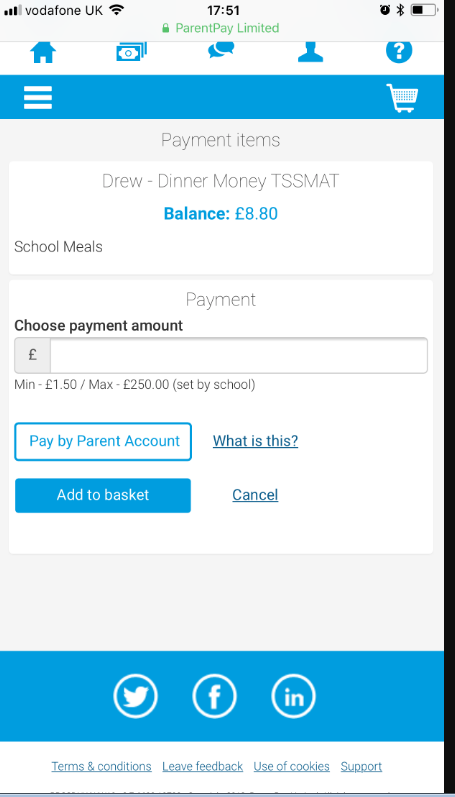 vodafone UK 17:51
ParentPay Limited
?
Payment items
Drew - Dinner Money TSSMAT
Balance: £8.80
School Meals
Payment
Choose payment amount
£
Min - £1.50 / Max - £250.00 (set by school)
Pay by Parent Account What is this?
Add to basket Cancel
f in
Terms & conditions Leave feedback Use of cookies Support